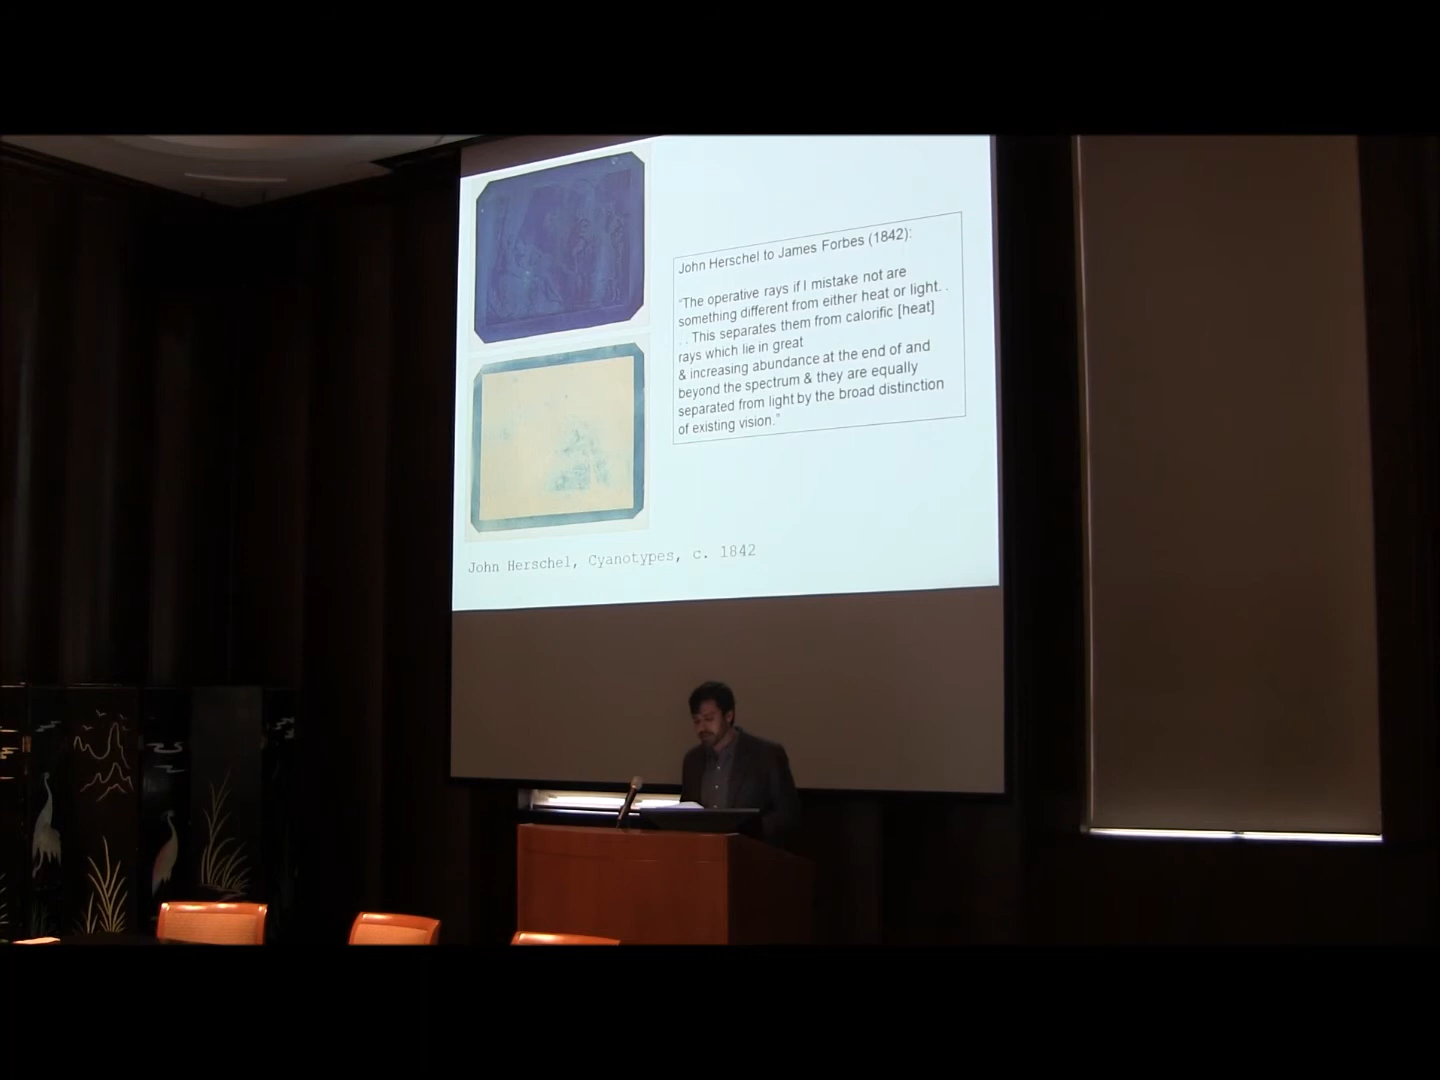 John Herschel to James Forbes (1842):
“The operative rays if I mistake not are
something different from either heat or light. .
. . This separates them from calorific [heat]
rays which lie in great
& increasing abundance at the end of and
beyond the spectrum & they are equally
separated from light by the broad distinction
of existing vision.”
John Herschel, Cyanotypes, c. 1842